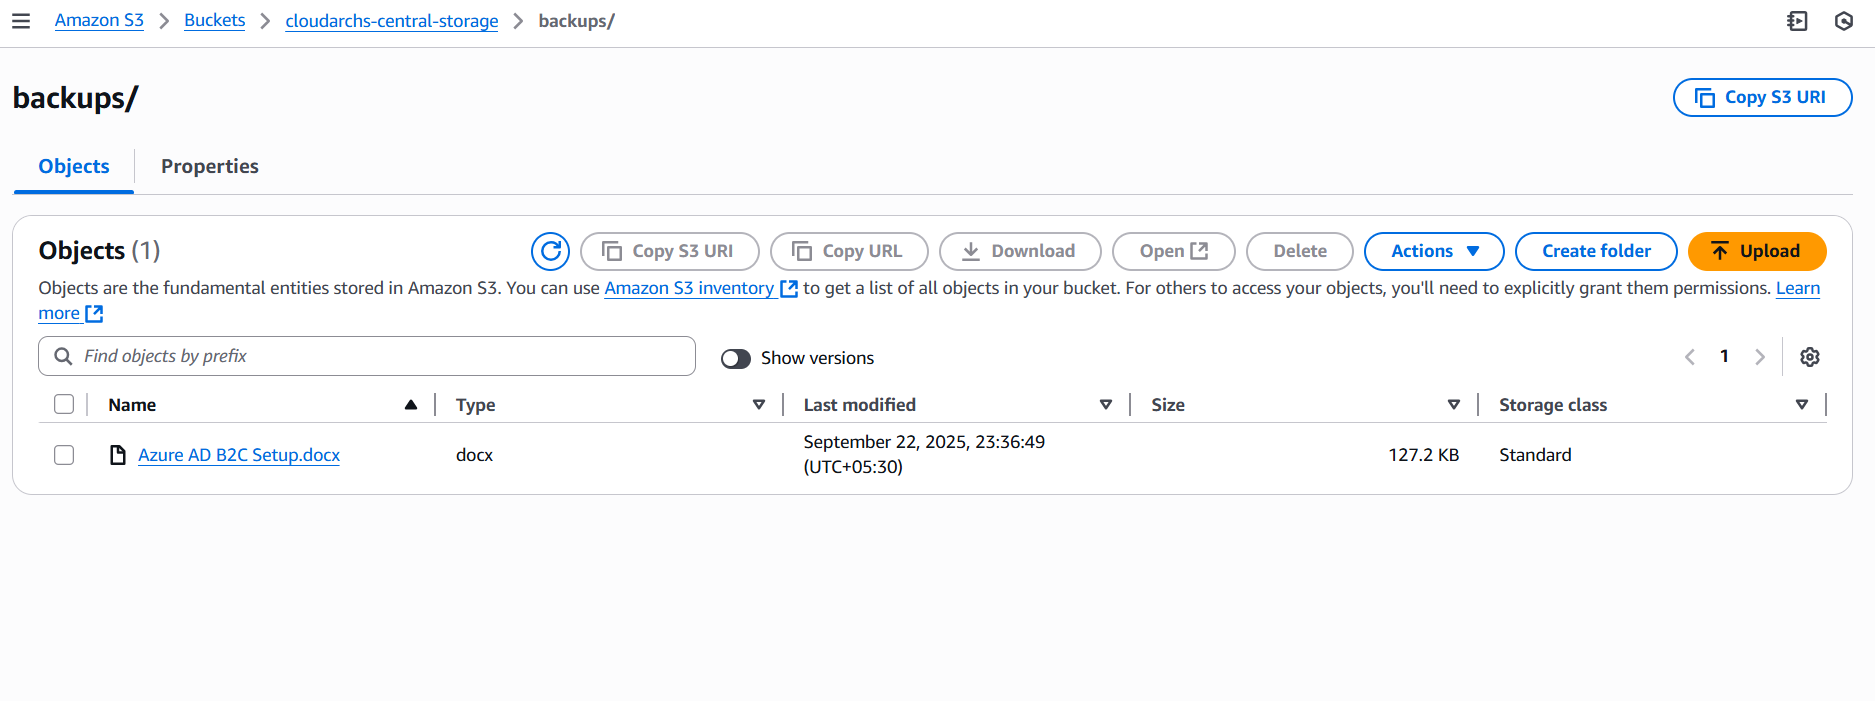 Amazon S3 > Buckets > cloudarchs-central-storage > backups/
backups/
Copy S3 URI
Objects Properties
Objects (1)
Copy S3 URI Copy URL Download Open Delete Actions Create folder Upload
Objects are the fundamental entities stored in Amazon S3. You can use Amazon S3 inventory to get a list of all objects in your bucket. For others to access your objects, you'll need to explicitly grant them permissions. Learn
more
Find objects by prefix
Show versions
1
Name Type Last modified Size Storage class
Azure AD B2C Setup.docx docx September 22, 2025, 23:36:49
(UTC+05:30) 127.2 KB Standard